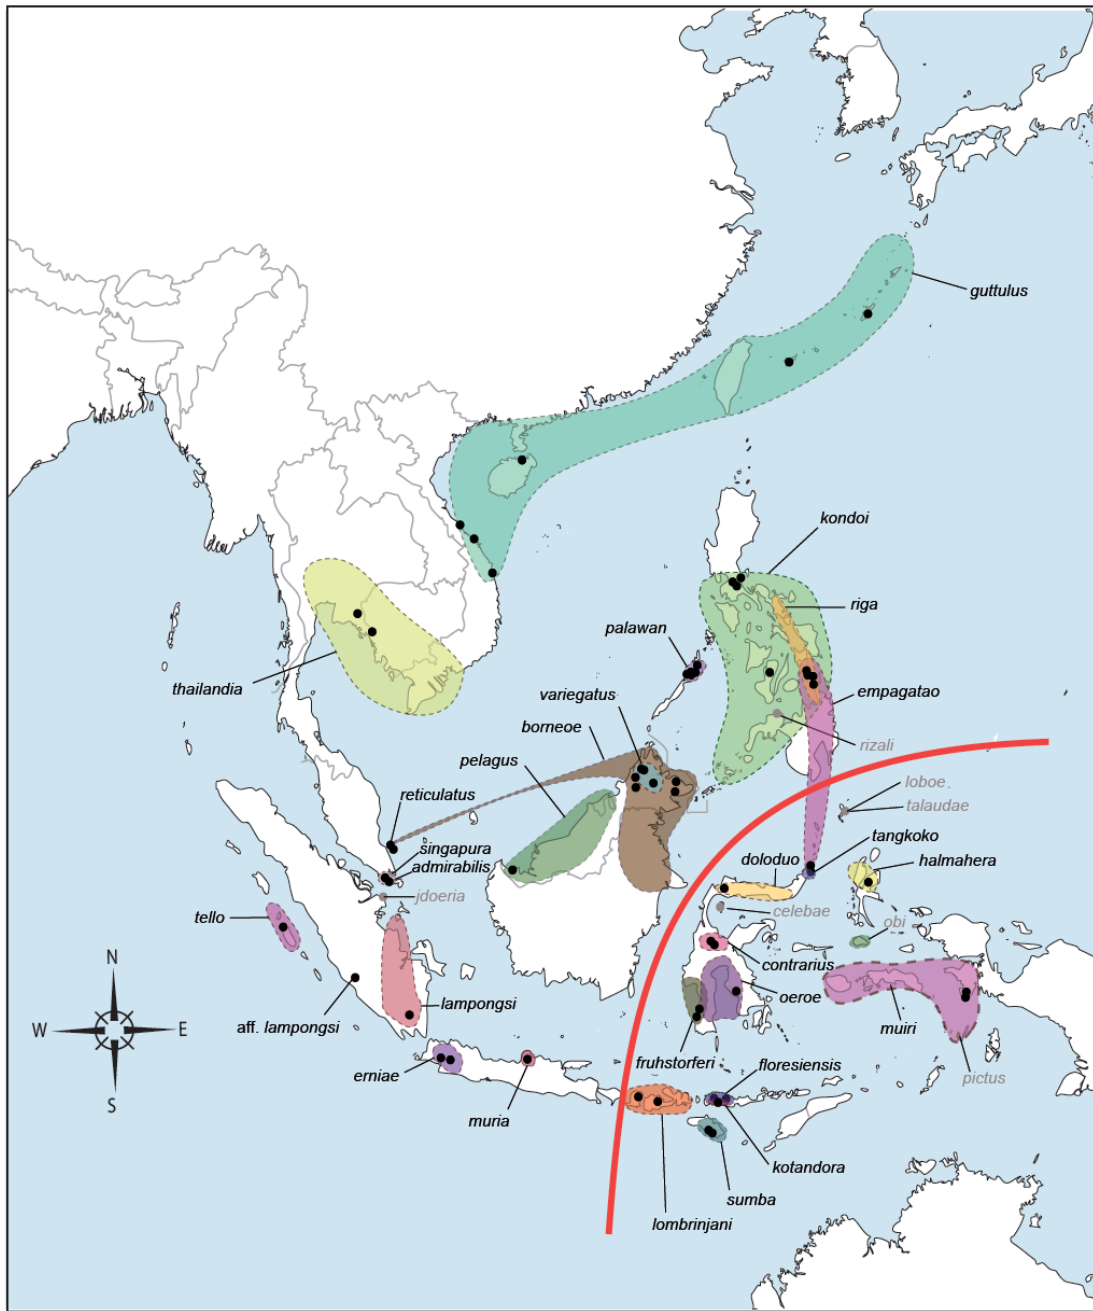 guttulus
kondoi
riga
palawan
thailandia
empagatao
variegatus
borneoe
rizali
pelagus
loboe.
talaudae
reticulatus
singapura
admirabilis
tangkoko
doloduo
halmahera
jdoeria
celebae
obi
tello
contrarius
N
W
E
S
lampongsi
aff. lampongsi
oeroe
muiri
fruhstorferi
floresiensis
erniae
pictus
muria
kotandora
sumba
lombrinjani